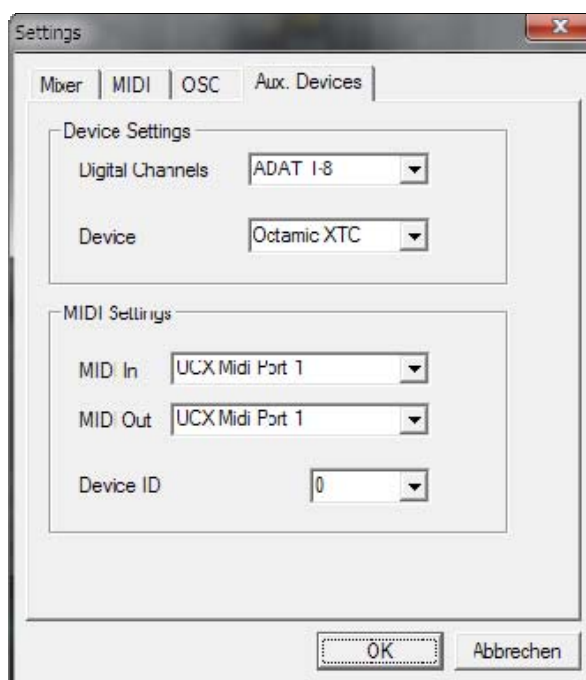 Settings
Mixer MIDI OSC Aux. Devices
Device Settings
Digital Channels ADAT 1-8
Device Octamic XTC
MIDI Settings
MIDI In UCX Midi Port 1
MIDI Out UCX Midi Port 1
Device ID 0
OK Abbrechen